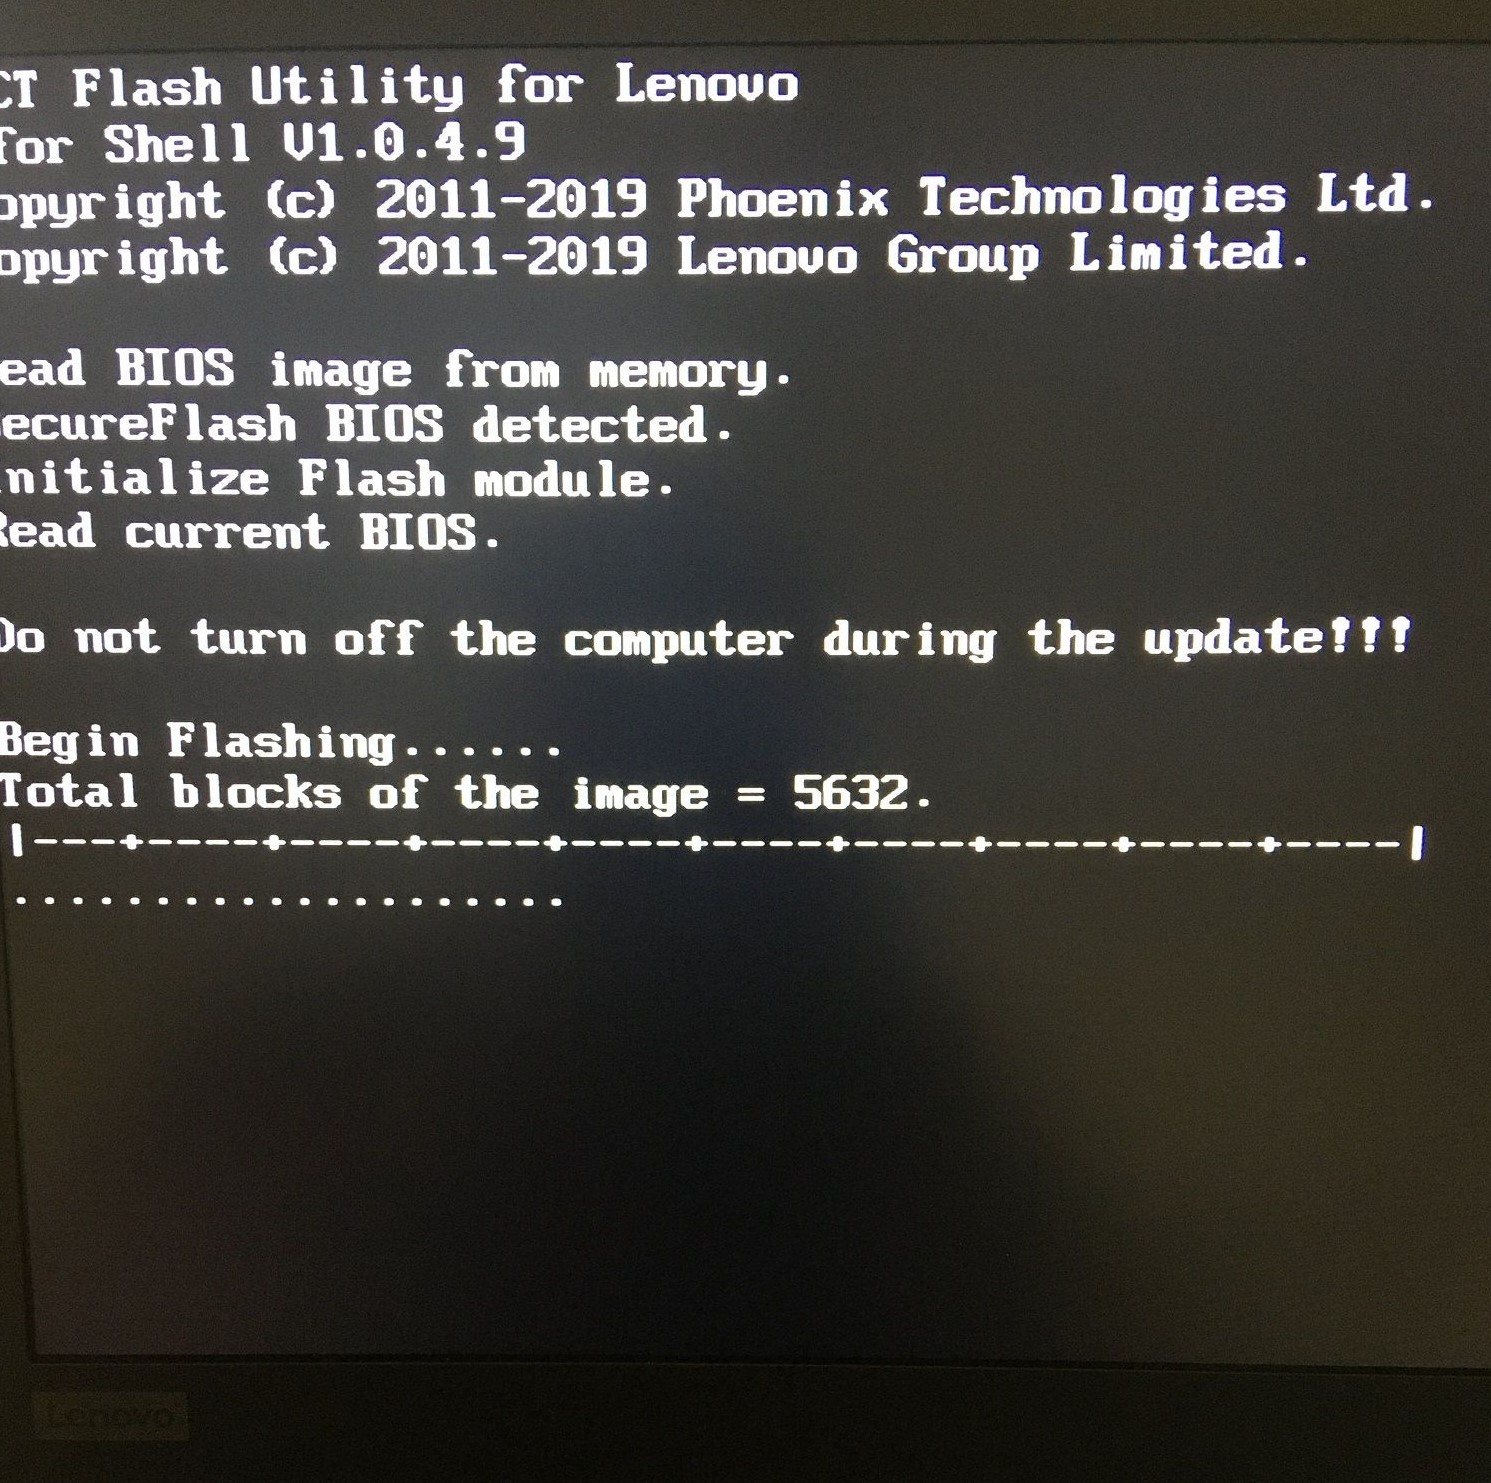 CT Flash Utility for Lenovo
for Shell V1.0.4.9
opyright (c) 2011-2019 Phoenix Technologies Ltd.
opyright (c) 2011-2019 Lenovo Group Limited.
ead BIOS image from memory.
ecureFlash BIOS detected.
nitialize Flash module.
Read current BIOS.
Do not turn off the computer during the update!!!
Begin Flashing......
Total blocks of the image = 5632.
|---+----+----+----+----+----+----+----+----+----|
....................
Lenovo